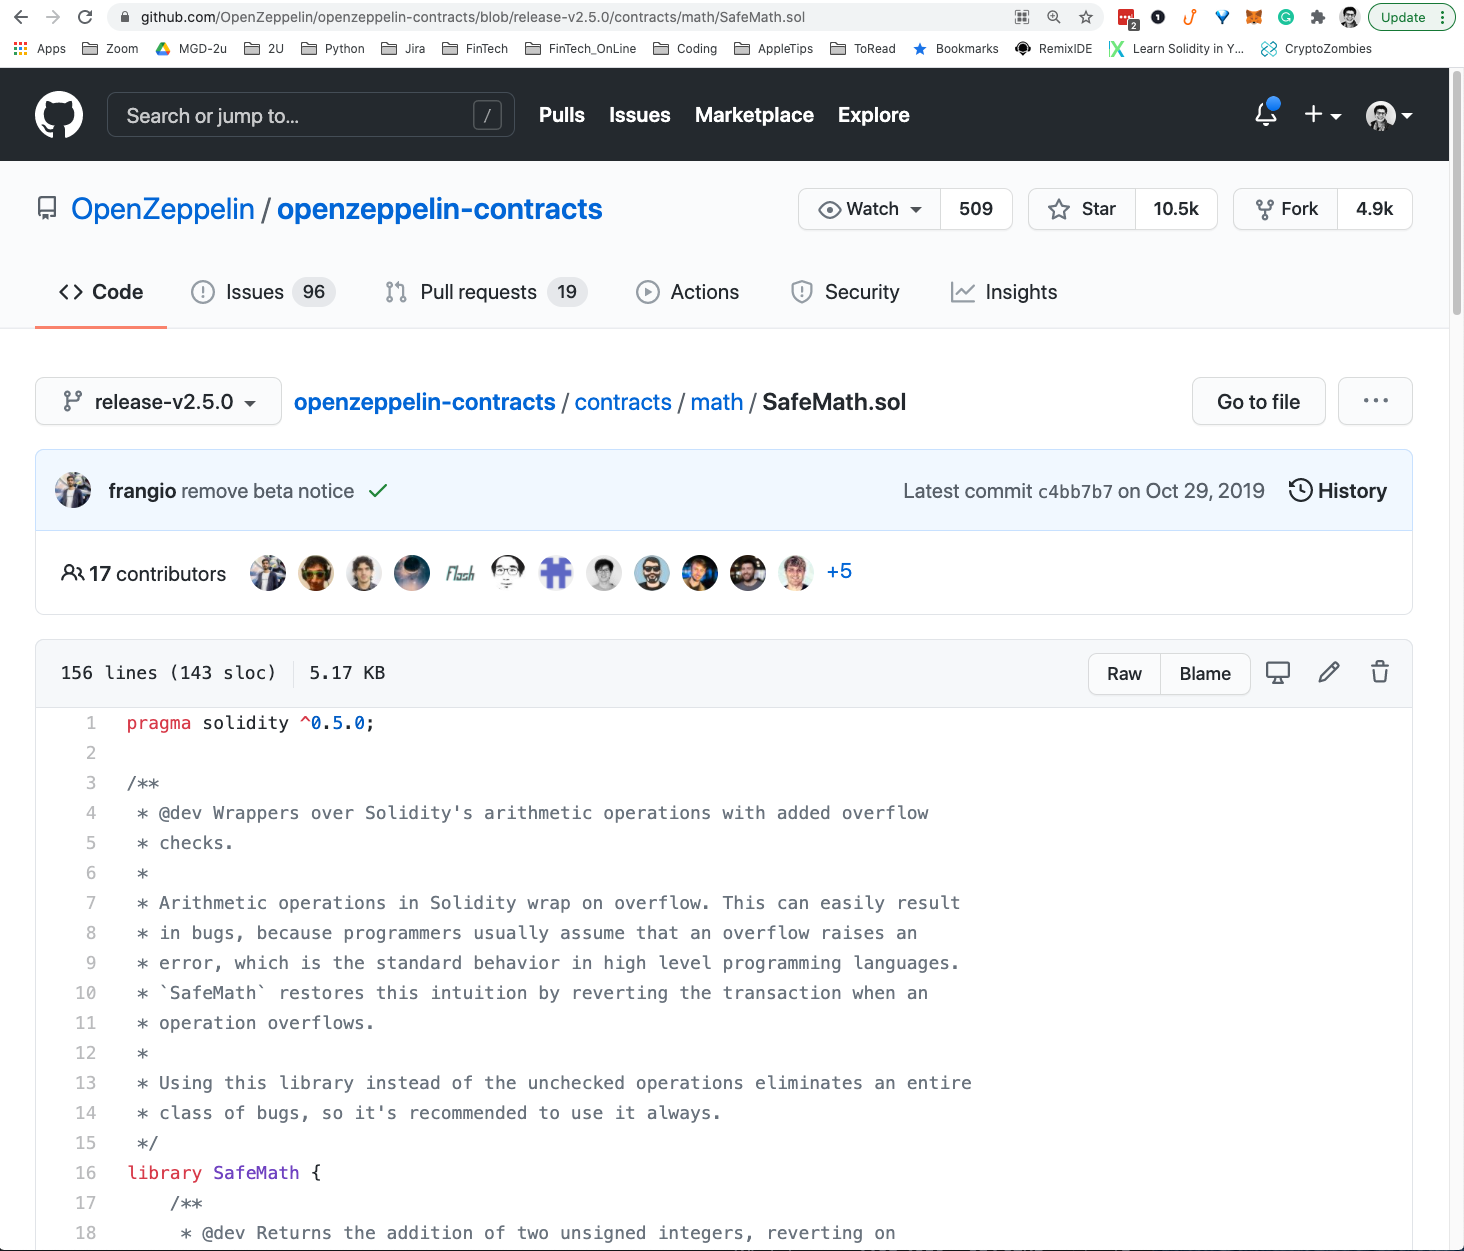 github.com/OpenZeppelin/openzeppelin-contracts/blob/release-v2.5.0/contracts/math/SafeMath.sol
2
Update
Apps Zoom MGD-2u 2U Python Jira FinTech FinTech_OnLine Coding AppleTips ToRead Bookmarks RemixIDE Learn Solidity in Y... CryptoZombies
Search or jump to... / Pulls Issues Marketplace Explore
OpenZeppelin / openzeppelin-contracts Watch 509 Star 10.5k Fork 4.9k
Code Issues 96 Pull requests 19 Actions Security Insights
release-v2.5.0 openzeppelin-contracts / contracts / math / SafeMath.sol Go to file ...
frangio remove beta notice Latest commit c4bb7b7 on Oct 29, 2019 History
17 contributors Flash +5
156 lines (143 sloc) 5.17 KB Raw Blame
1 pragma solidity ^0.5.0;
2
3 /**
4  * @dev Wrappers over Solidity's arithmetic operations with added overflow
5  * checks.
6  *
7  * Arithmetic operations in Solidity wrap on overflow. This can easily result
8  * in bugs, because programmers usually assume that an overflow raises an
9  * error, which is the standard behavior in high level programming languages.
10  * `SafeMath` restores this intuition by reverting the transaction when an
11  * operation overflows.
12  *
13  * Using this library instead of the unchecked operations eliminates an entire
14  * class of bugs, so it's recommended to use it always.
15  */
16 library SafeMath {
17     /**
18      * @dev Returns the addition of two unsigned integers, reverting on